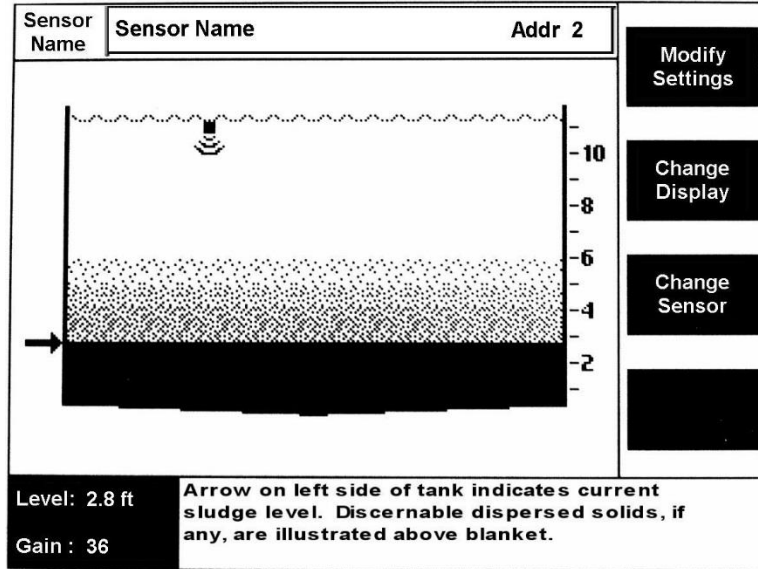 Sensor
Name
Sensor Name Addr 2
10
8
6
4
2
Modify
Settings
Change
Display
Change
Sensor
Level: 2.8 ft
Gain : 36
Arrow on left side of tank indicates current
sludge level. Discernable dispersed solids, if
any, are illustrated above blanket.